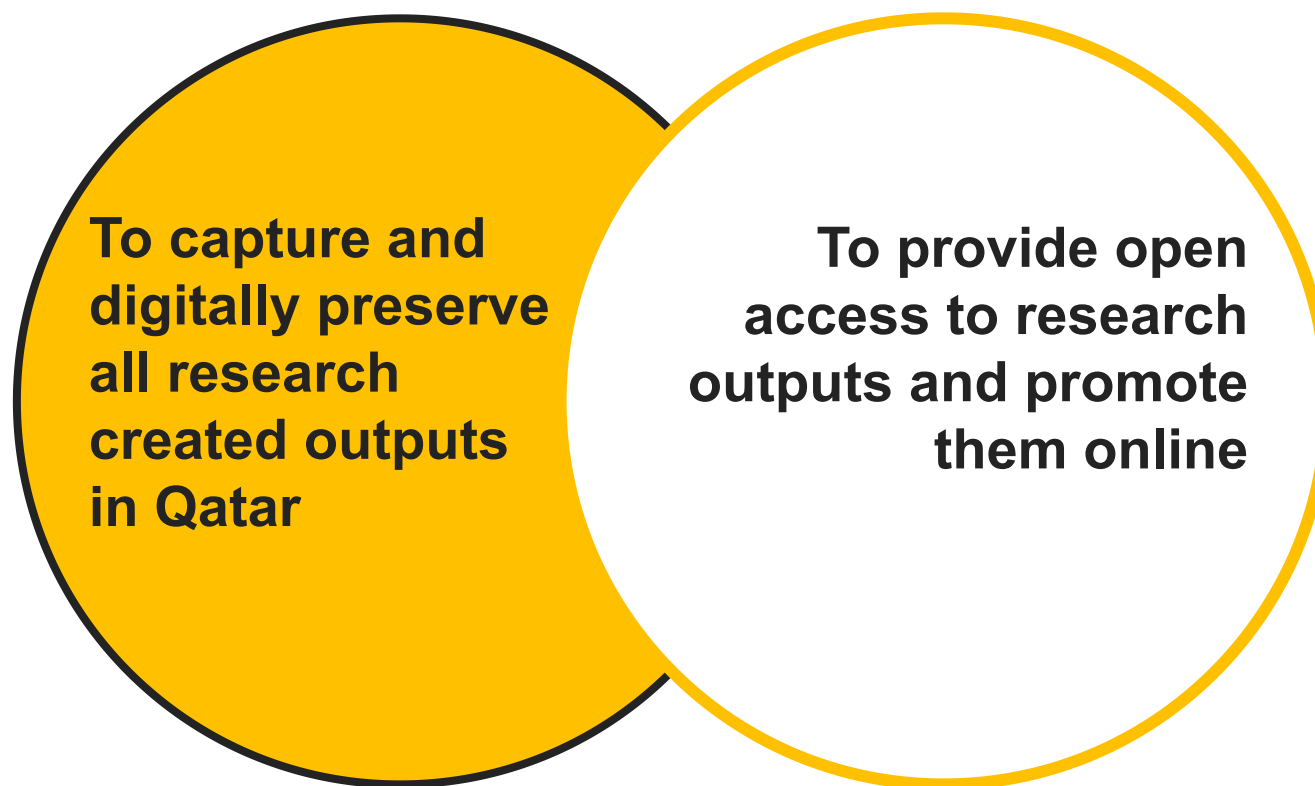 To capture and
digitally preserve
all research
created outputs
in Qatar
To provide open
access to research
outputs and promote
them online